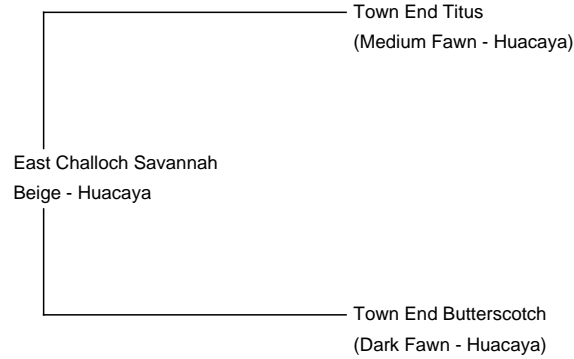 Town End Titus
(Medium Fawn - Huacaya)
East Challoch Savannah
Beige - Huacaya
Town End Butterscotch
(Dark Fawn - Huacaya)